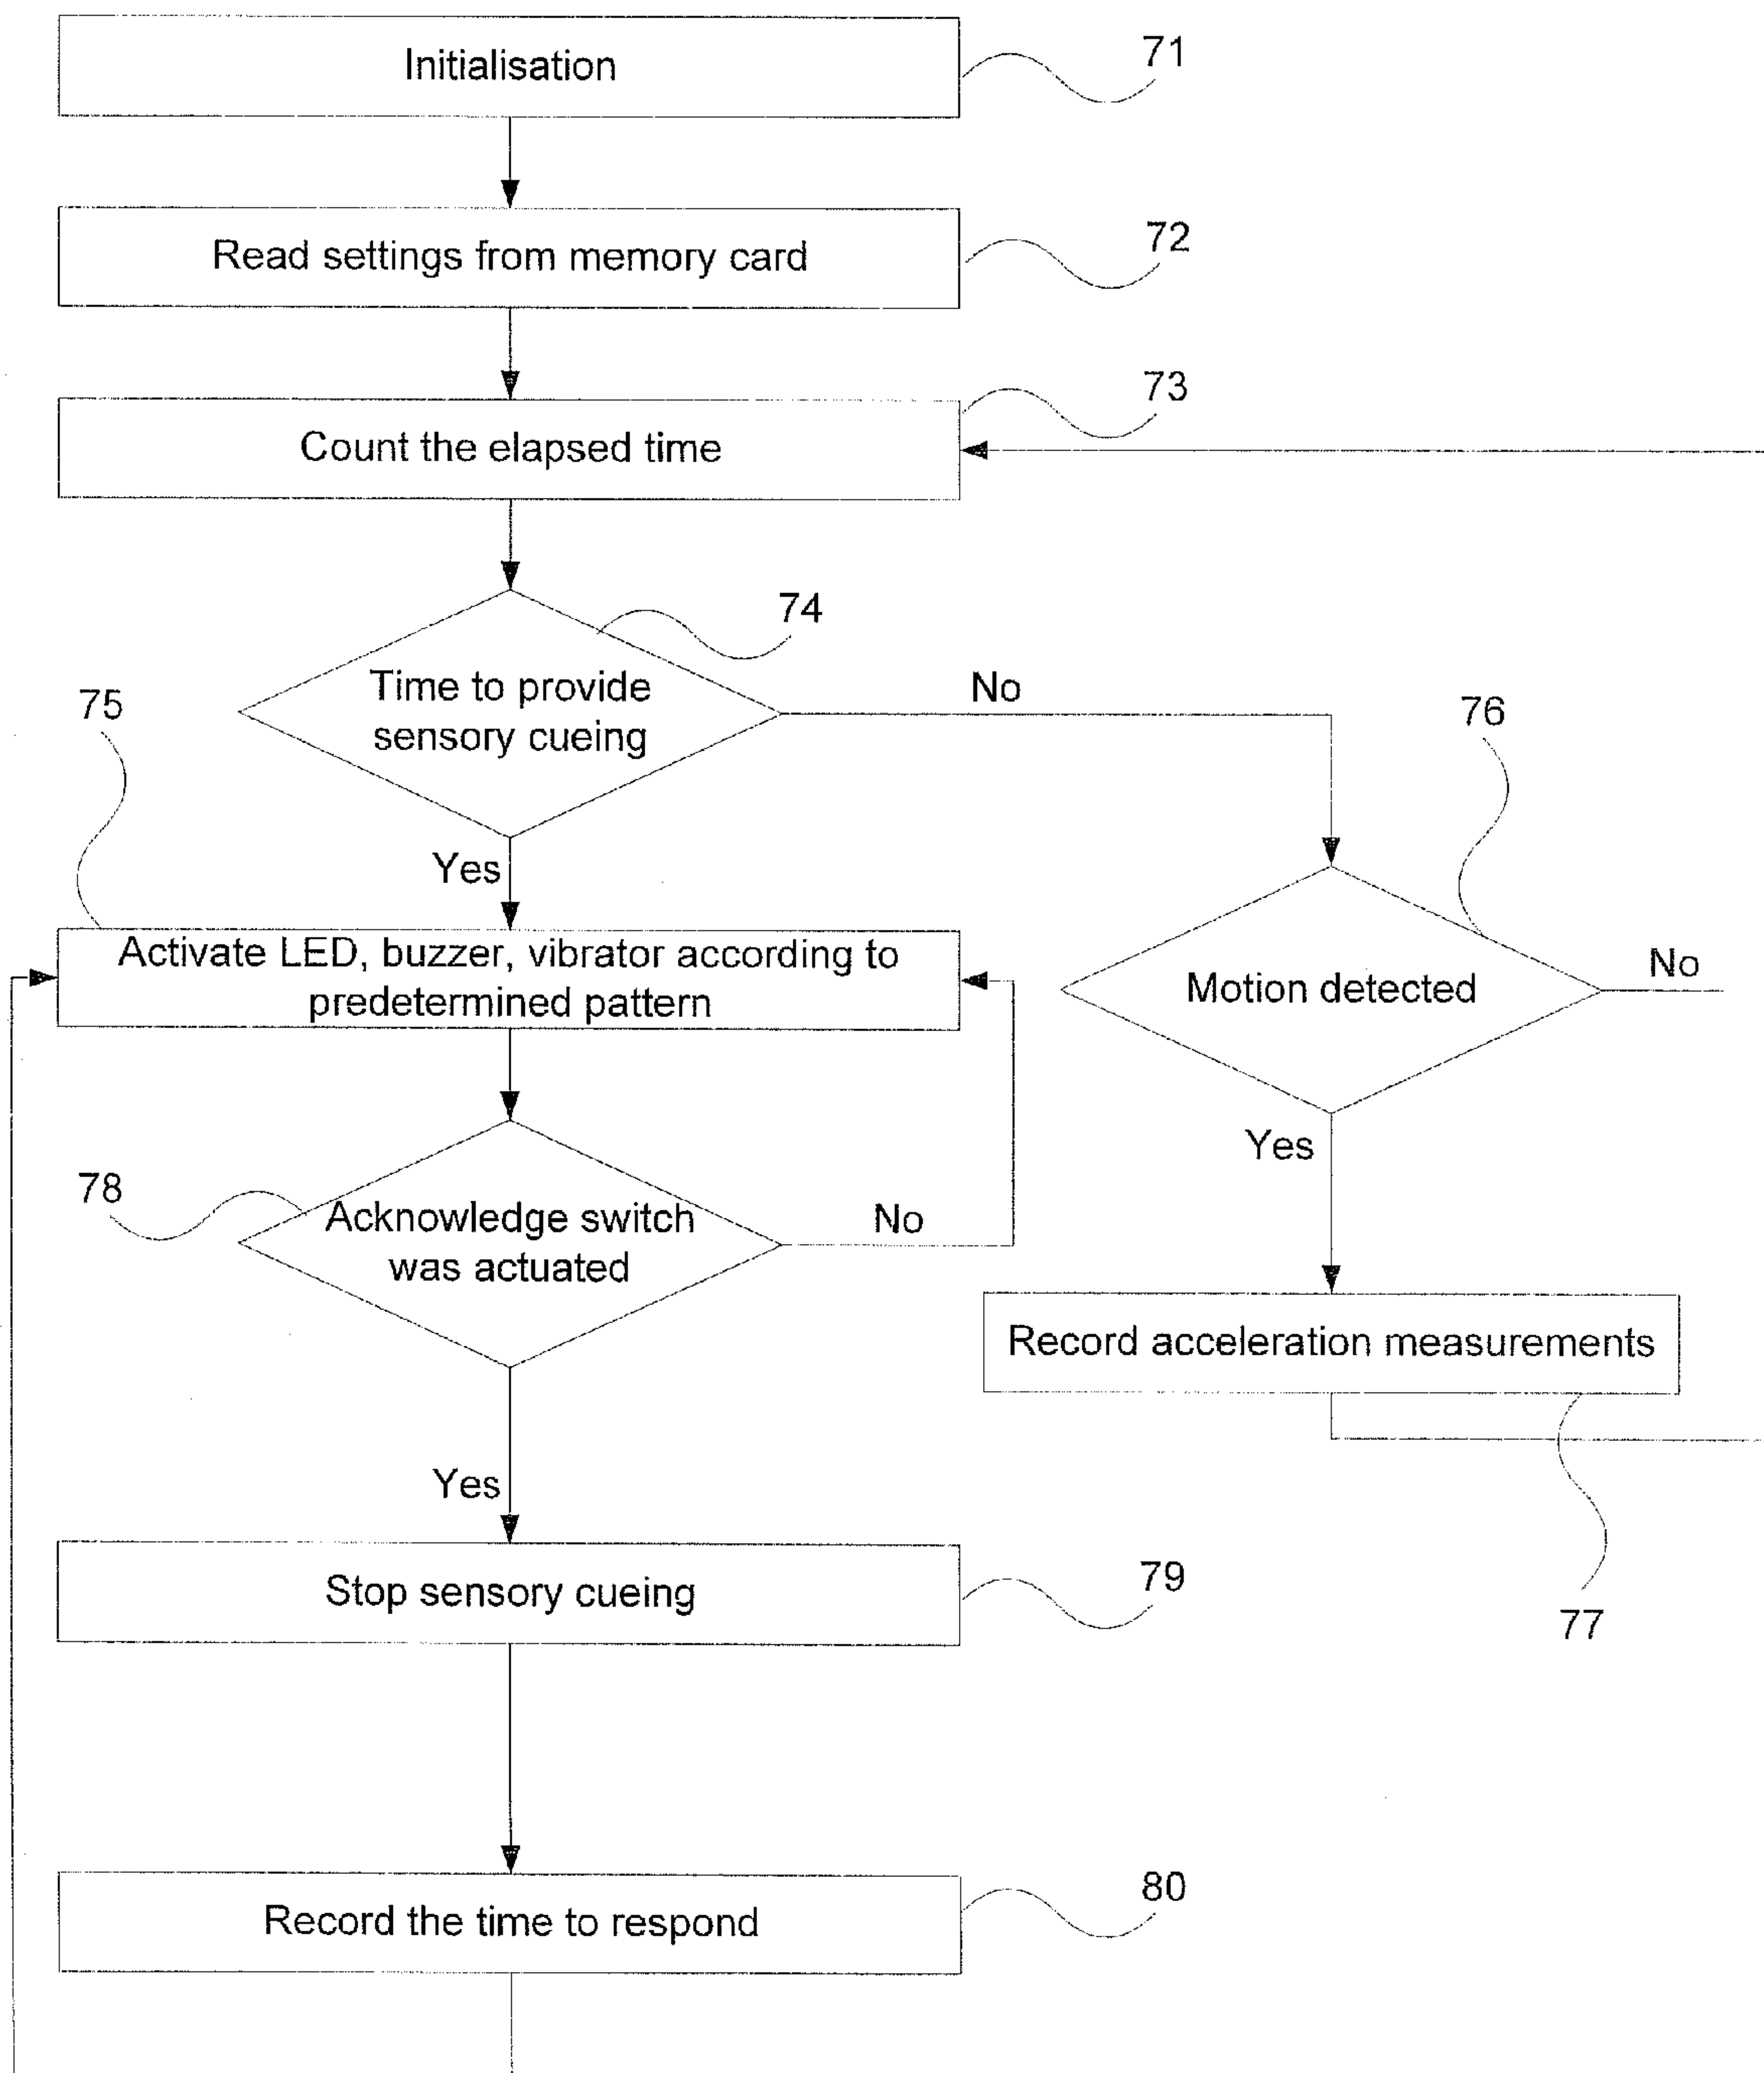 Initialisation
71
Read settings from memory card
72
Count the elapsed time
73
Time to provide
sensory cueing
74
No
Yes
75
76
Activate LED, buzzer, vibrator according to
predetermined pattern
Motion detected
No
Yes
78
Acknowledge switch
was actuated
No
Yes
Record acceleration measurements
77
Stop sensory cueing
79
Record the time to respond
80